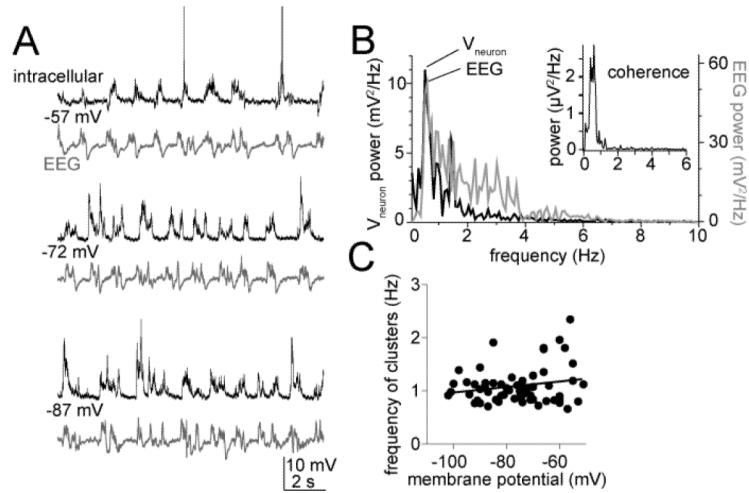 A
intracellular
-57 mV
EEG
-72 mV
-87 mV
10 mV
2 s
B
V neuron
EEG
10
5
0
V neuron power (mV²/Hz)
0 2 4 6 8 10
frequency (Hz)
60
30
0
EEG power (mV²/Hz)
coherence
2
1
0
power (µV²/Hz)
0 2 4 6
C
3
2
1
0
frequency of clusters (Hz)
-100 -80 -60
membrane potential (mV)